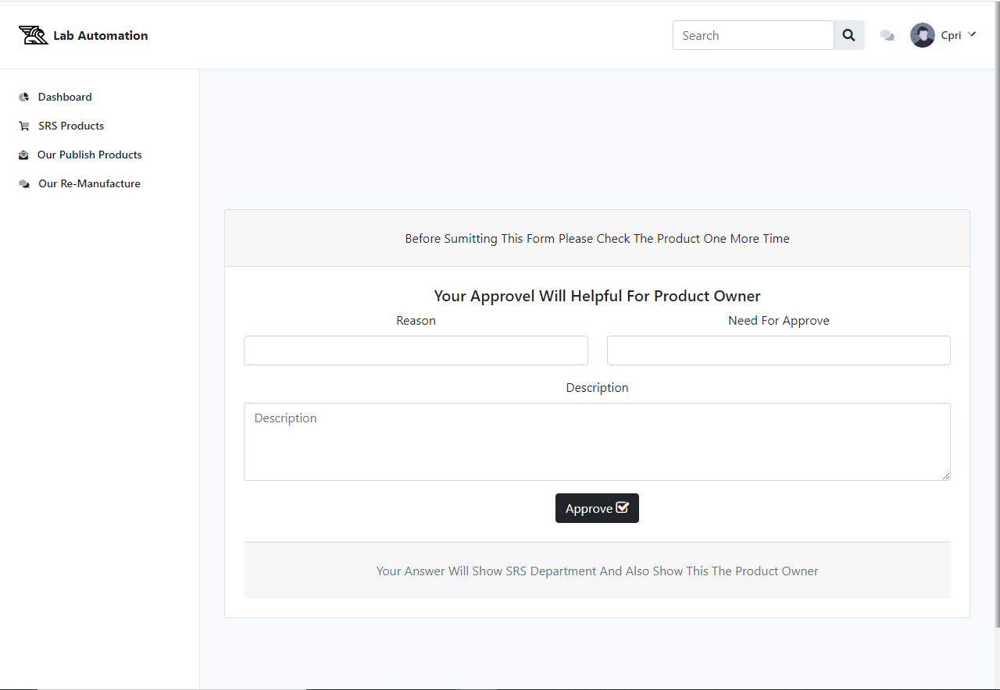 Lab Automation
Search
Cpri
Dashboard
SRS Products
Our Publish Products
Our Re-Manufacture
Before Sumitting This Form Please Check The Product One More Time
Your Approvel Will Helpful For Product Owner
Reason
Need For Approve
Description
Description
Approve
Your Answer Will Show SRS Department And Also Show This The Product Owner